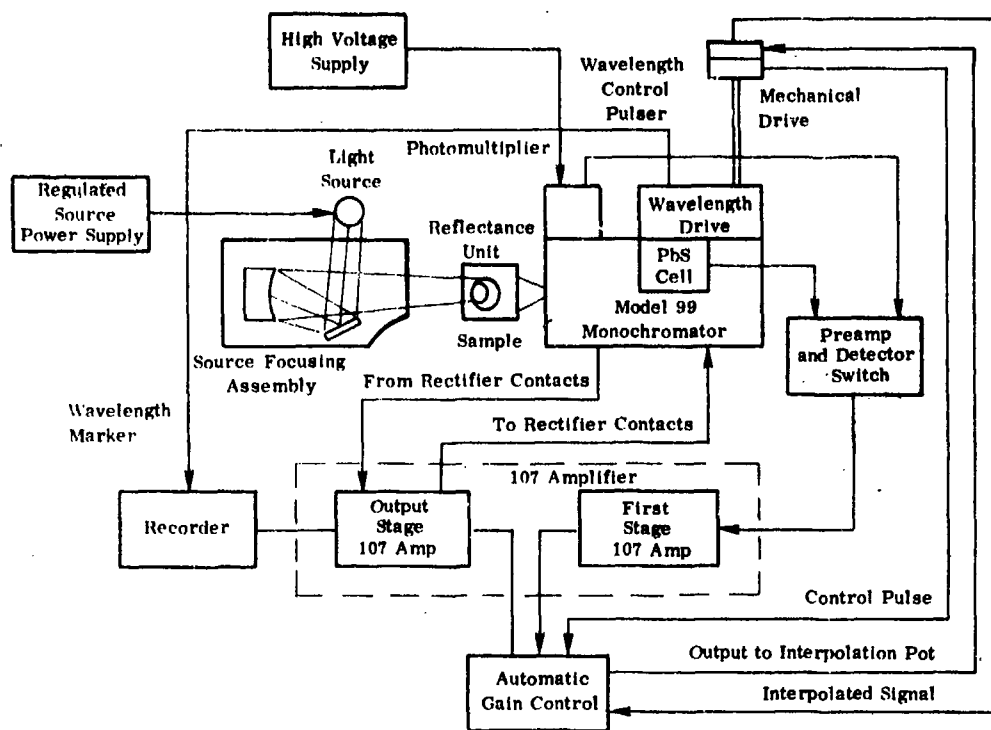 High Voltage
Supply
Wavelength
Control
Pulser
Mechanical
Drive
Photomultiplier
Light
Source
Regulated
Source
Power Supply
Reflectance
Unit
Wavelength
Drive
PbS
Cell
Model 99
Monochromator
Sample
Preamp
and Detector
Switch
Source Focusing
Assembly
From Rectifier Contacts
To Rectifier Contacts
Wavelength
Marker
107 Amplifier
Recorder
Output
Stage
107 Amp
First
Stage
107 Amp
Control Pulse
Output to Interpolation Pot
Automatic
Gain Control
Interpolated Signal